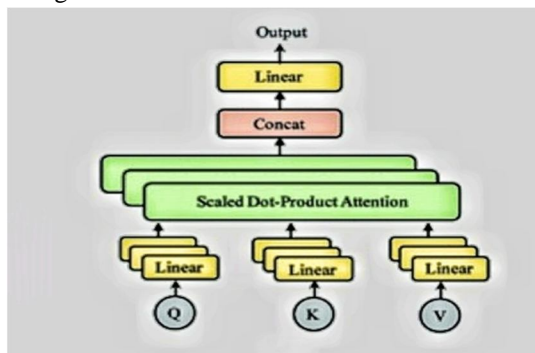 Output
Linear
Concat
Scaled Dot-Product Attention
Linear Linear Linear
Q K V